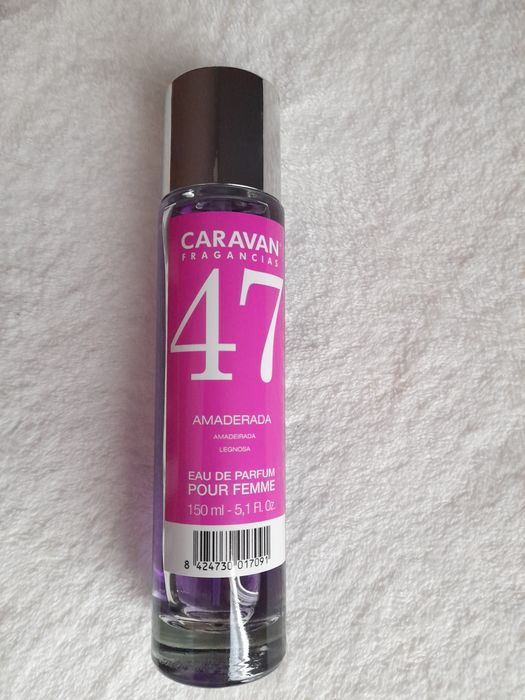 CARAVAN
FRAGANCIAS
47
AMADERADA
AMADEIRADA
LEGNOSA
EAU DE PARFUM
POUR FEMME
150 ml - 5,1 Fl. Oz.
8 424730 017091